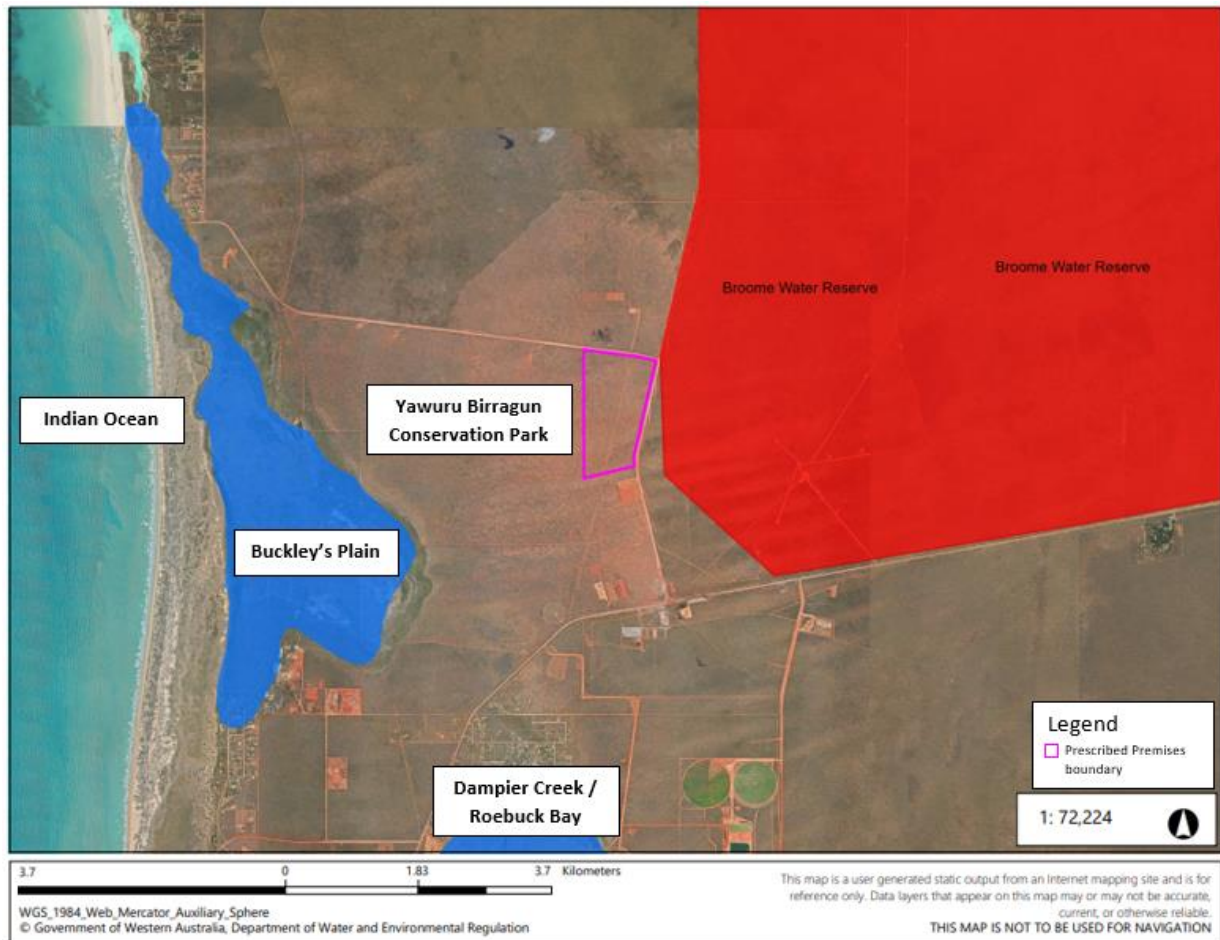 Broome Water Reserve
Broome Water Reserve
Indian Ocean
Yawuru Birragun
Conservation Park
Buckley's Plain
Dampier Creek /
Roebuck Bay
Legend
Prescribed Premises
boundary
1: 72,224
3.7 0 1.83 3.7 Kilometers
WGS_1984_Web_Mercator_Auxiliary_Sphere
© Government of Western Australia, Department of Water and Environmental Regulation
This map is a user generated static output from an Internet mapping site and is for
reference only. Data layers that appear on this map may or may not be accurate,
current, or otherwise reliable.
THIS MAP IS NOT TO BE USED FOR NAVIGATION